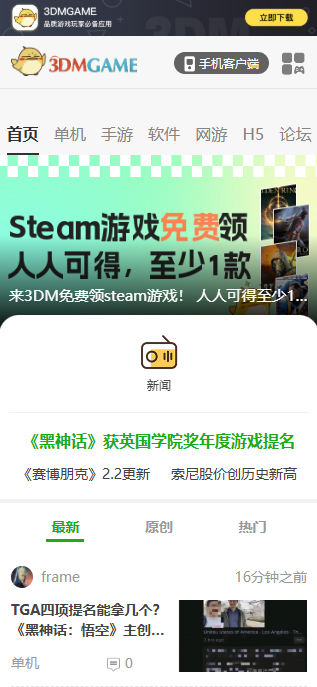 3DMGAME
品质游戏玩家必备应用
立即下载
3DMGAME
手机客户端
首页 单机 手游 软件 网游 H5 论坛
ELDEN RING
Steam游戏免费领
人人可得，至少1款
来3DM免费领steam游戏！ 人人可得至少1...
新闻
《黑神话》获英国学院奖年度游戏提名
《赛博朋克》2.2更新 索尼股价创历史新高
最新 原创 热门
frame 16分钟之前
TGA四项提名能拿几个？
《黑神话：悟空》主创...
单机 0